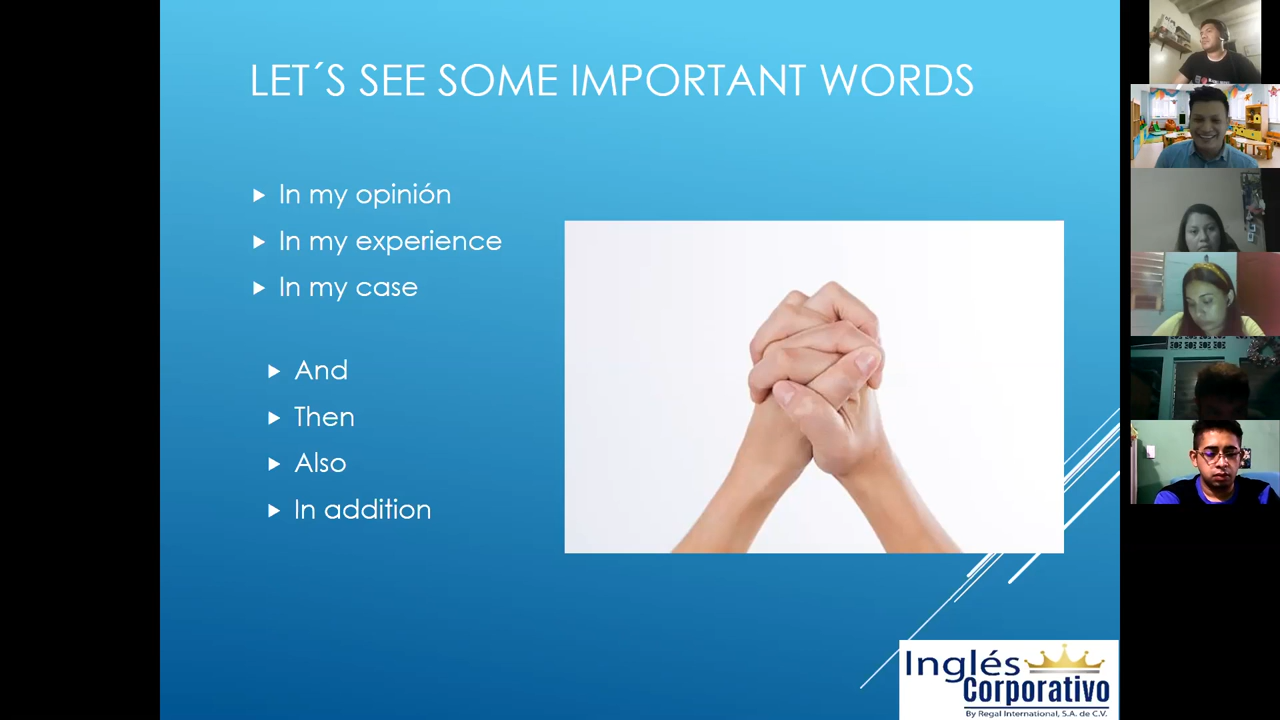 LET´S SEE SOME IMPORTANT WORDS
In my opinión
In my experience
In my case
And
Then
Also
In addition
Inglés
Corporativo
By Regal International, S.A. de C.V.